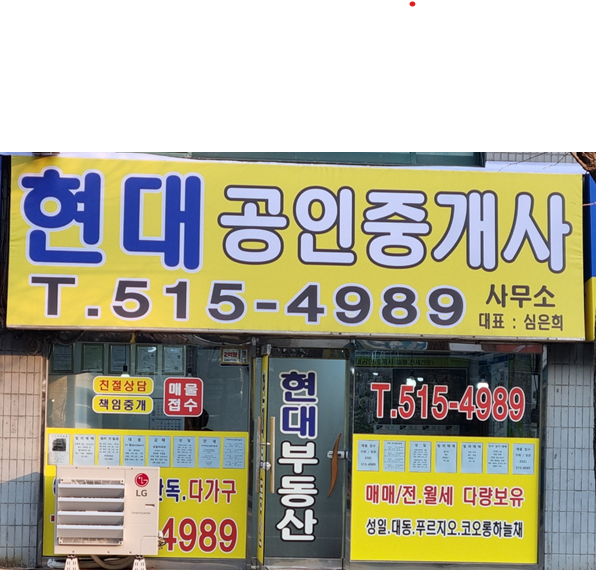 현대 공인중개사
T.515-4989 사무소
대표 : 심은희
친절상담
책임중개
매물
접수
현대부동산
T.515-4989
단독.다가구
4989
LG
매매/전.월세 다량보유
성일.대동.푸르지오.코오롱하늘채